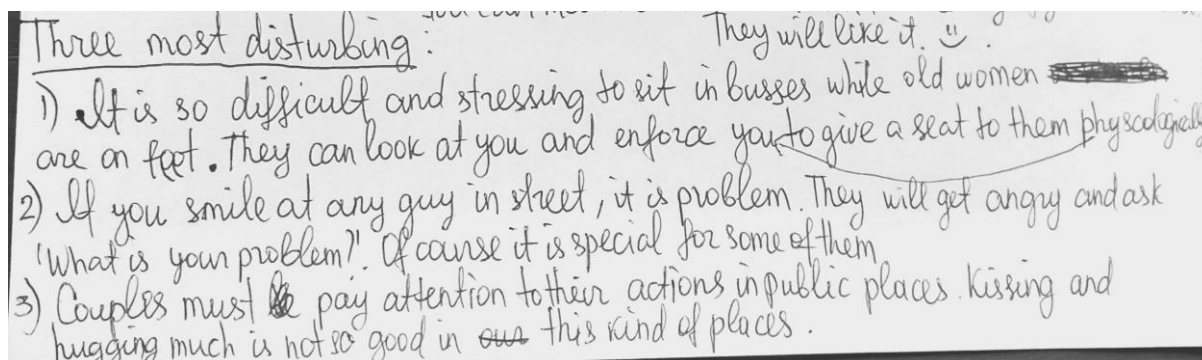 They will like it. ☺.
Three most disturbing:
1) It is so difficult and stressing to sit in busses while old women
are on feet. They can look at you and enforce you to give a seat to them physcologically
2) If you smile at any guy in street, it is problem. They will get angry and ask
"What is your problem?". Of caurse it is special for some of them
3) Couples must pay attention to their actions in public places. Kissing and
hugging much is not so good in our this kind of places.